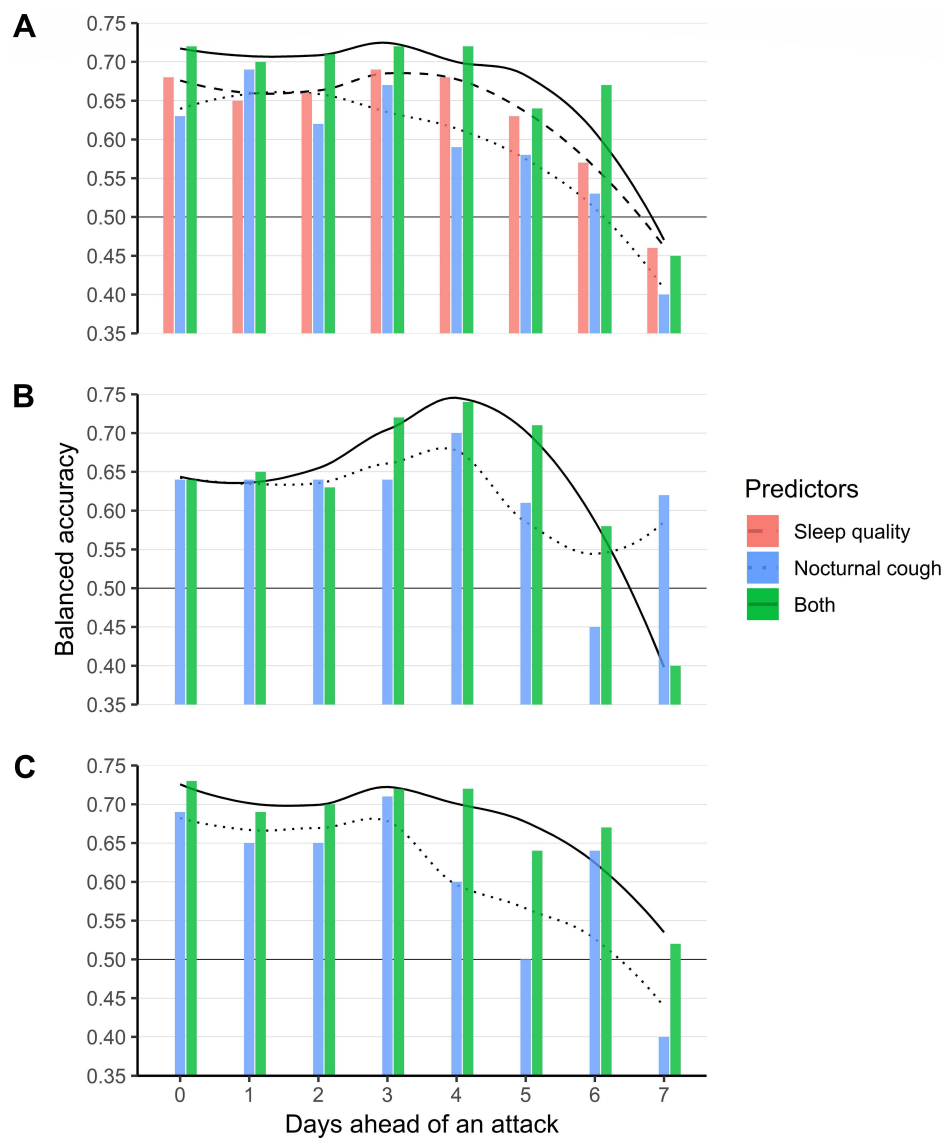 A
0.75
0.70
0.65
0.60
0.55
0.50
0.45
0.40
0.35
B
0.75
0.70
0.65
0.60
0.55
0.50
0.45
0.40
0.35
Balanced accuracy
Predictors
Sleep quality
Nocturnal cough
Both
C
0.75
0.70
0.65
0.60
0.55
0.50
0.45
0.40
0.35
0 1 2 3 4 5 6 7
Days ahead of an attack